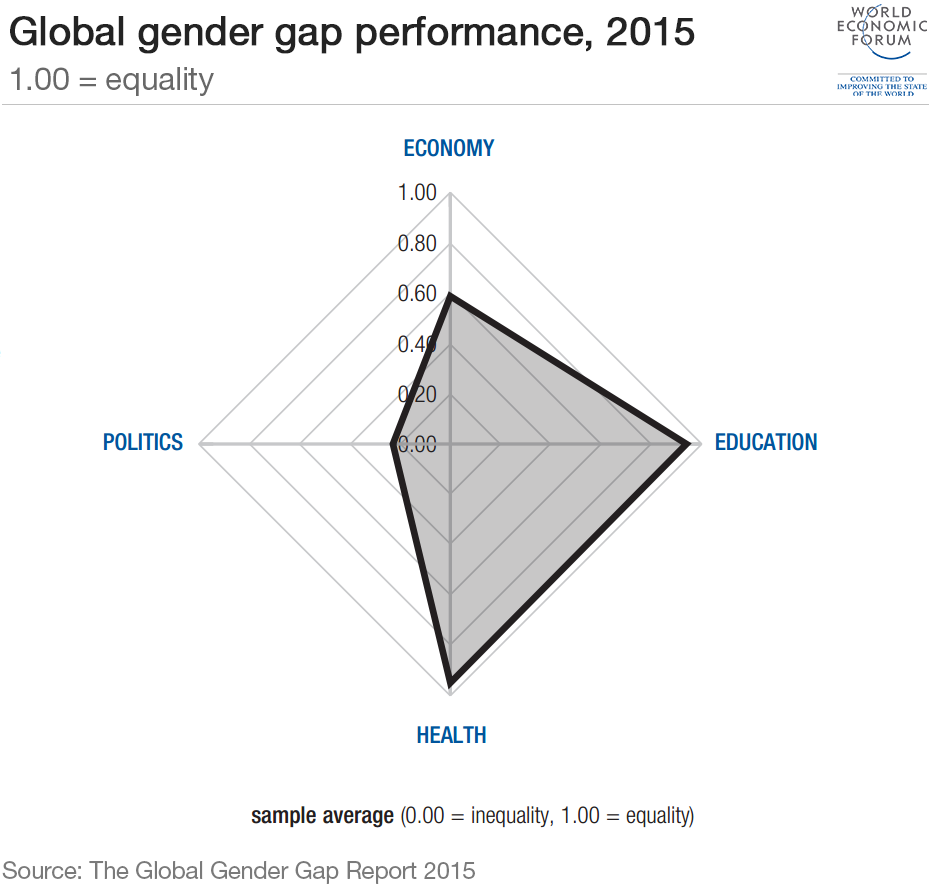 Global gender gap performance, 2015
1.00 = equality
WORLD
ECONOMIC
FORUM
COMMITTED TO
IMPROVING THE STATE
OF THE WORLD
ECONOMY
1.00
0.80
0.60
0.40
0.20
POLITICS
0.00
EDUCATION
HEALTH
sample average (0.00 = inequality, 1.00 = equality)
Source: The Global Gender Gap Report 2015